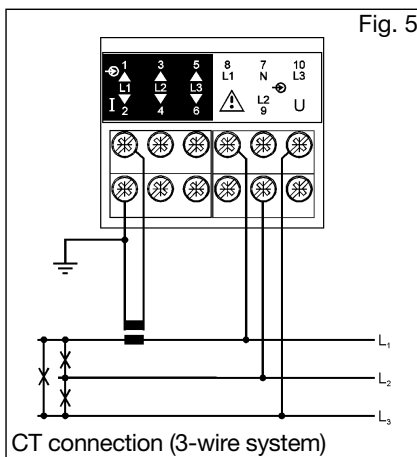 Fig. 5
1 3 5 8 7 10
L1 N L3
L1 L2 L3
I 2 4 6 L2 9 U
L₁
L₂
L₃
CT connection (3-wire system)